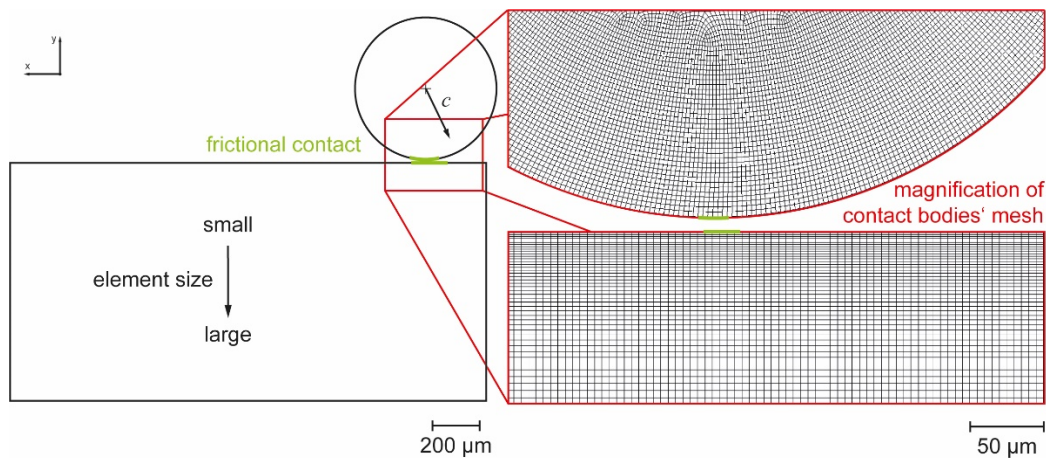 y
x
c
frictional contact
small
element size
large
magnification of
contact bodies‘ mesh
200 µm
50 µm